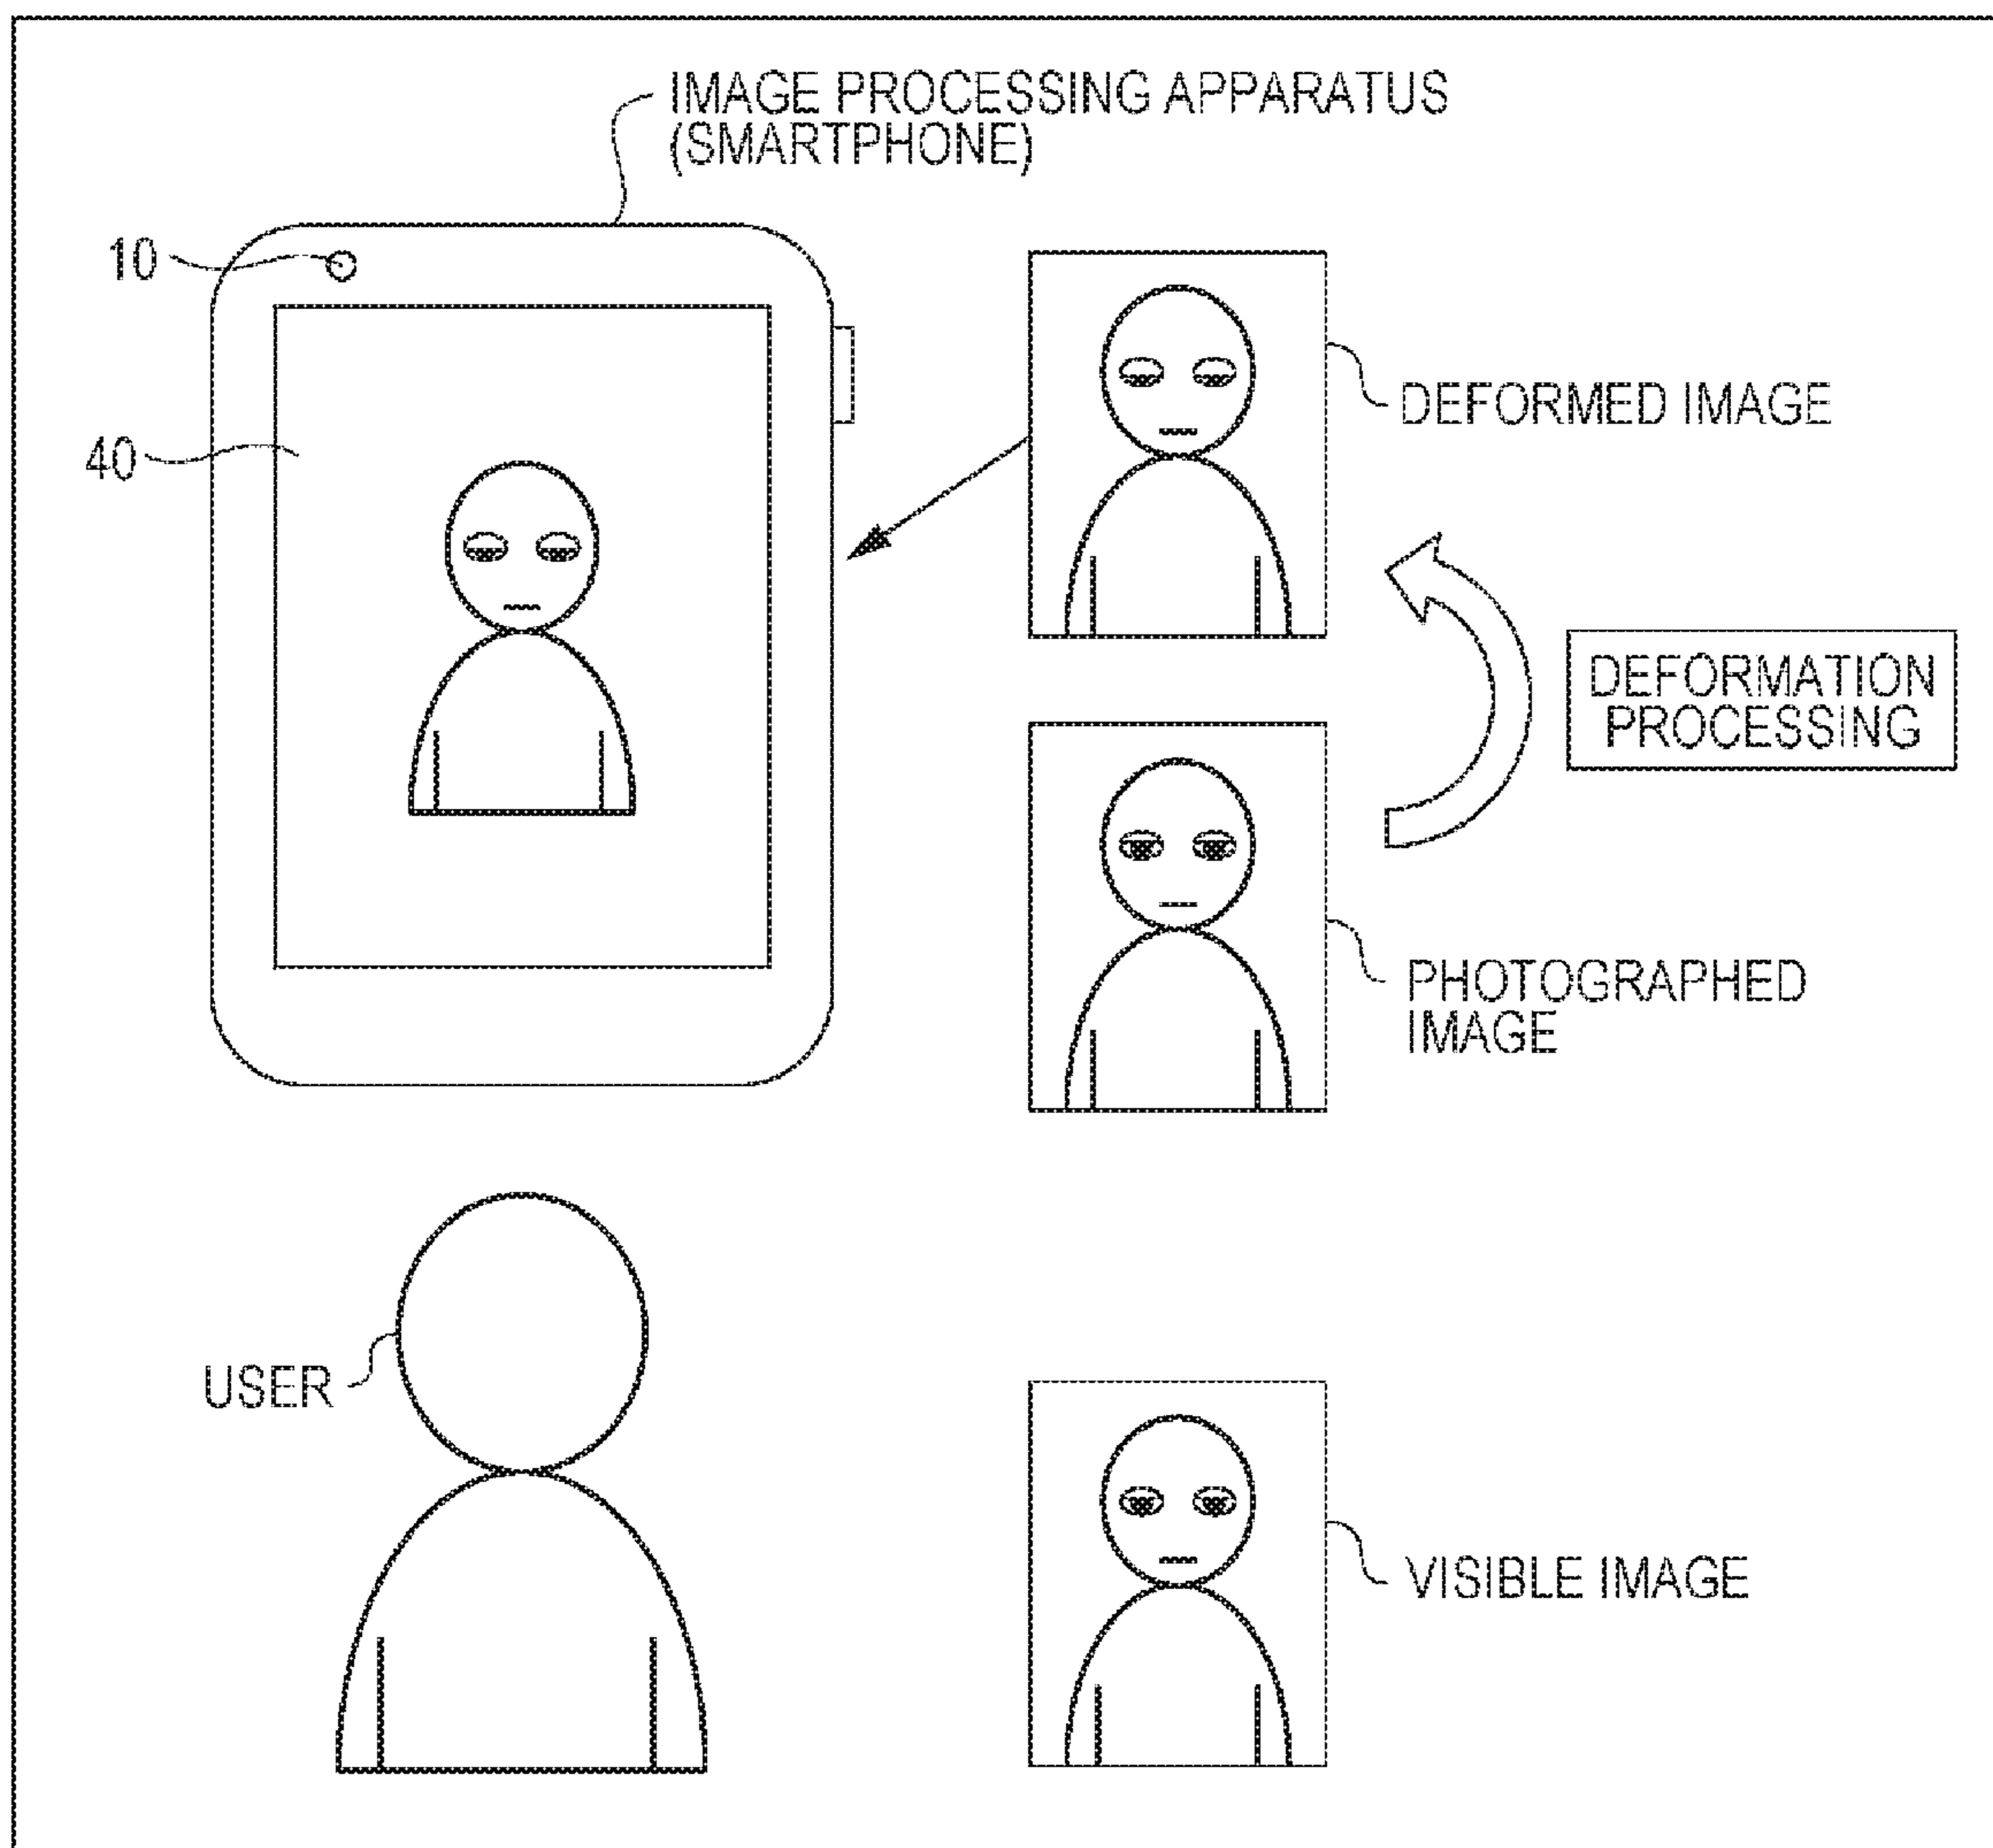 IMAGE PROCESSING APPARATUS
(SMARTPHONE)
10
40
DEFORMED IMAGE
DEFORMATION
PROCESSING
PHOTOGRAPHED
IMAGE
USER
VISIBLE IMAGE